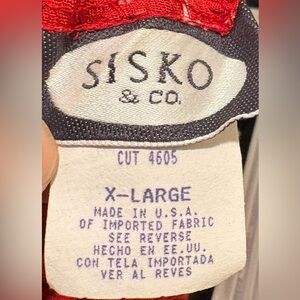 SISKO
& CO.
CUT 4605
X-LARGE
MADE IN U.S.A.
OF IMPORTED FABRIC
SEE REVERSE
HECHO EN EE.UU.
CON TELA IMPORTADA
VER AL REVES